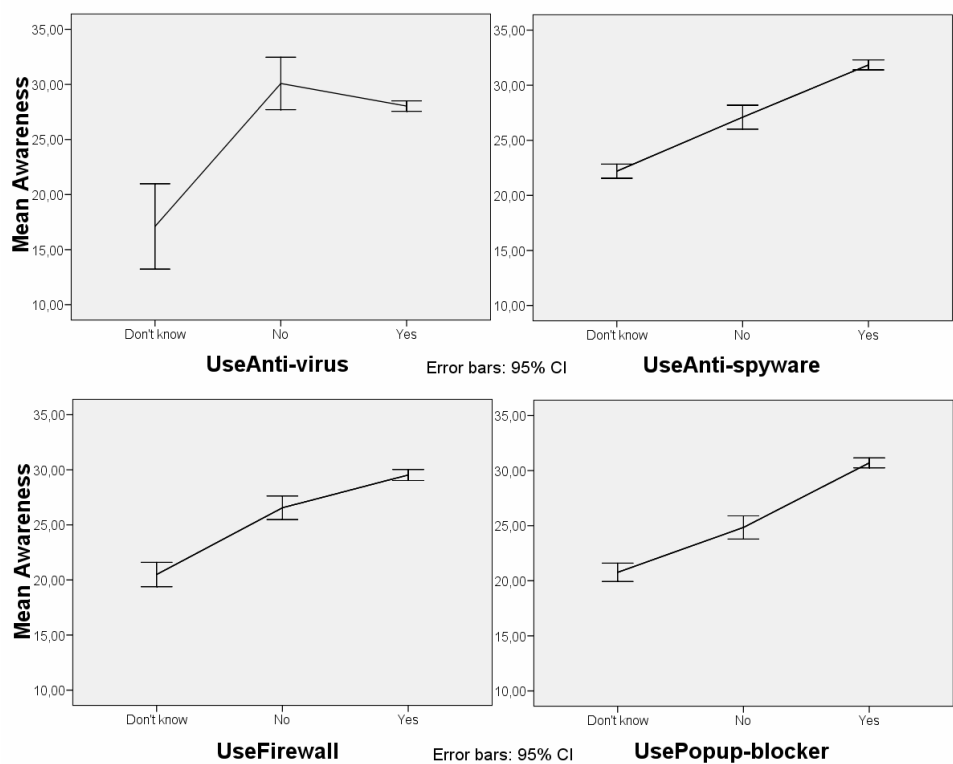 35,00
30,00
25,00
20,00
15,00
10,00
Mean Awareness
Don't know No Yes
UseAnti-virus
35,00
30,00
25,00
20,00
15,00
10,00
Don't know No Yes
UseAnti-spyware
Error bars: 95% CI
35,00
30,00
25,00
20,00
15,00
10,00
Mean Awareness
Don't know No Yes
UseFirewall
35,00
30,00
25,00
20,00
15,00
10,00
Don't know No Yes
UsePopup-blocker
Error bars: 95% CI